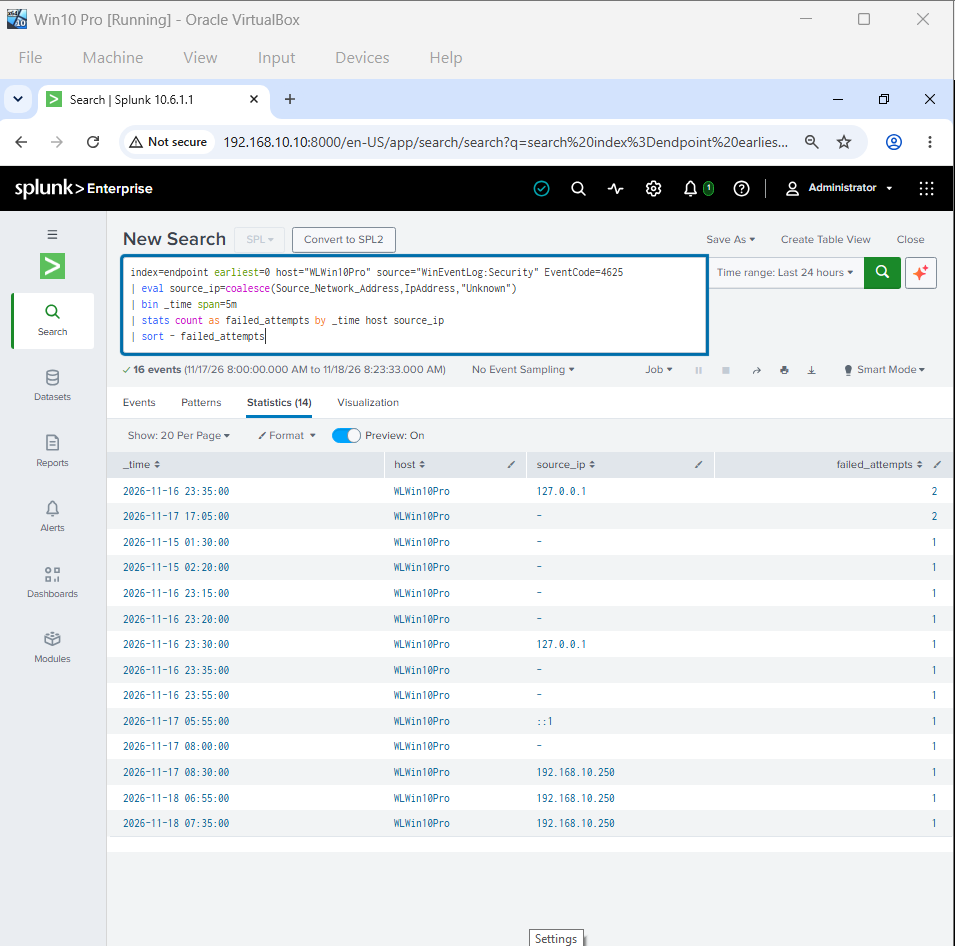 Win10 Pro [Running] - Oracle VirtualBox
File Machine View Input Devices Help
Search | Splunk 10.6.1.1
Not secure 192.168.10.10:8000/en-US/app/search/search?q=search%20index%3Dendpoint%20earlies...
splunk>Enterprise 1 Administrator
New Search SPL Convert to SPL2 Save As Create Table View Close
index=endpoint earliest=0 host="WLWin10Pro" source="WinEventLog:Security" EventCode=4625
| eval source_ip=coalesce(Source_Network_Address,IpAddress,"Unknown")
| bin _time span=5m
| stats count as failed_attempts by _time host source_ip
| sort - failed_attempts
Time range: Last 24 hours
16 events (11/17/26 8:00:00.000 AM to 11/18/26 8:23:33.000 AM) No Event Sampling Job Smart Mode
Search
Datasets
Reports
Alerts
Dashboards
Modules
Events Patterns Statistics (14) Visualization
Show: 20 Per Page Format Preview: On
_time host source_ip failed_attempts
2026-11-16 23:35:00 WLWin10Pro 127.0.0.1 2
2026-11-17 17:05:00 WLWin10Pro - 2
2026-11-15 01:30:00 WLWin10Pro - 1
2026-11-15 02:20:00 WLWin10Pro - 1
2026-11-16 23:15:00 WLWin10Pro - 1
2026-11-16 23:20:00 WLWin10Pro - 1
2026-11-16 23:30:00 WLWin10Pro 127.0.0.1 1
2026-11-16 23:35:00 WLWin10Pro - 1
2026-11-16 23:55:00 WLWin10Pro - 1
2026-11-17 05:55:00 WLWin10Pro ::1 1
2026-11-17 08:00:00 WLWin10Pro - 1
2026-11-17 08:30:00 WLWin10Pro 192.168.10.250 1
2026-11-18 06:55:00 WLWin10Pro 192.168.10.250 1
2026-11-18 07:35:00 WLWin10Pro 192.168.10.250 1
Settings